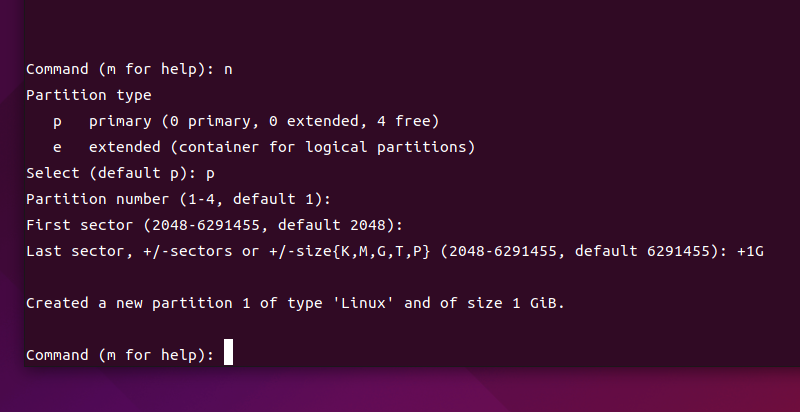 Command (m for help): n
Partition type
   p   primary (0 primary, 0 extended, 4 free)
   e   extended (container for logical partitions)
Select (default p): p
Partition number (1-4, default 1):
First sector (2048-6291455, default 2048):
Last sector, +/-sectors or +/-size{K,M,G,T,P} (2048-6291455, default 6291455): +1G
Created a new partition 1 of type 'Linux' and of size 1 GiB.
Command (m for help):